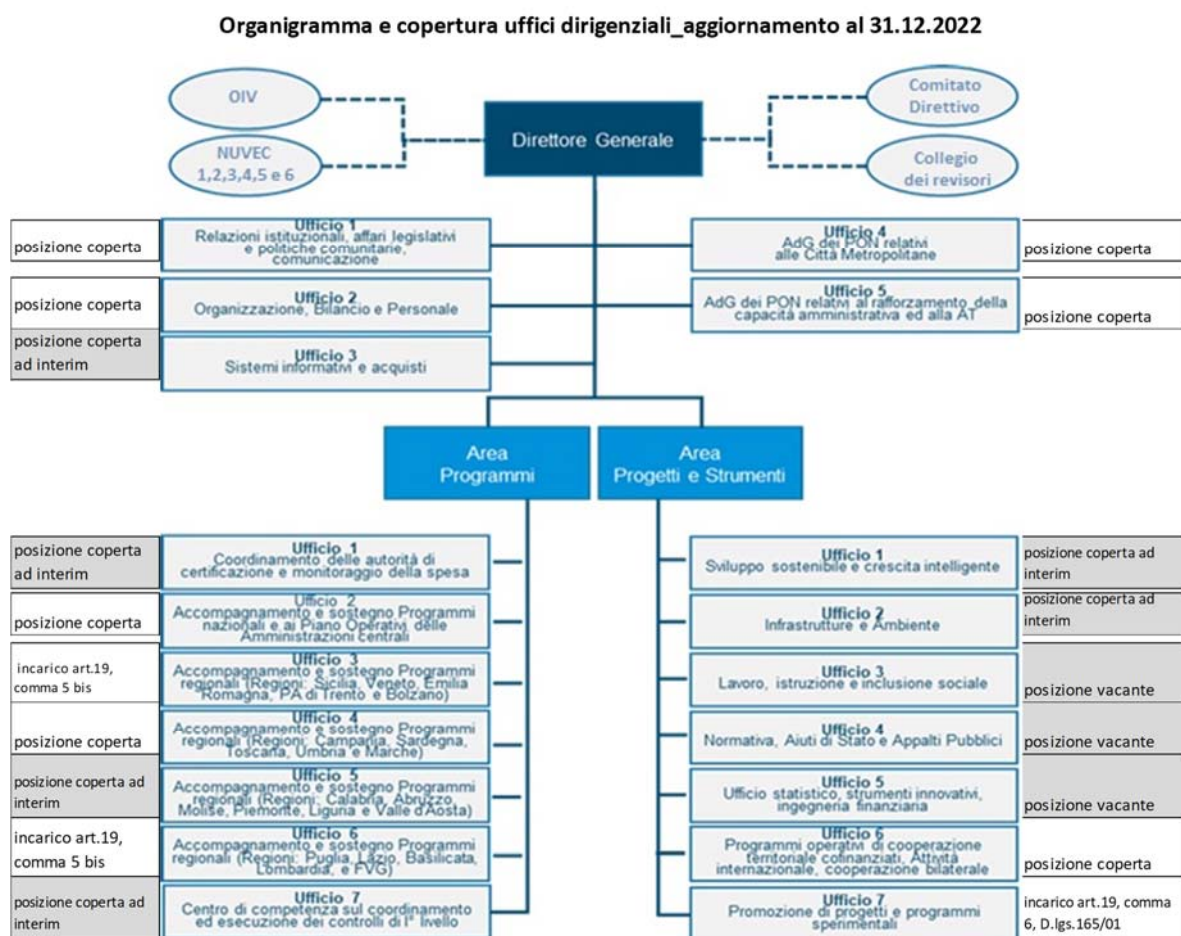 Organigramma e copertura uffici dirigenziali_aggiornamento al 31.12.2022
OIV
NUVEC
1,2,3,4,5 e 6
Direttore Generale
Comitato
Direttivo
Collegio
dei revisori
posizione coperta
Ufficio 1
Relazioni istituzionali, affari legislativi
e politiche comunitarie,
comunicazione
Ufficio 4
AdG dei PON relativi
alle Città Metropolitane
posizione coperta
posizione coperta
Ufficio 2
Organizzazione, Bilancio e Personale
Ufficio 5
AdG dei PON relativi al rafforzamento della
capacità amministrativa ed alla AT
posizione coperta
posizione coperta
ad interim
Ufficio 3
Sistemi informativi e acquisti
Area
Programmi
Area
Progetti e Strumenti
posizione coperta
ad interim
Ufficio 1
Coordinamento delle autorità di
certificazione e monitoraggio della spesa
posizione coperta
Ufficio 2
Accompagnamento e sostegno Programmi
nazionali e ai Piano Operativi delle
Amministrazioni centrali
incarico art.19,
comma 5 bis
Ufficio 3
Accompagnamento e sostegno Programmi
regionali (Regioni: Sicilia, Veneto, Emilia
Romagna, PA di Trento e Bolzano)
posizione coperta
Ufficio 4
Accompagnamento e sostegno Programmi
regionali (Regioni: Campania, Sardegna,
Toscana, Umbria e Marche)
posizione coperta ad
interim
Ufficio 5
Accompagnamento e sostegno Programmi
regionali (Regioni: Calabria, Abruzzo,
Molise, Piemonte, Liguria e Valle d'Aosta)
incarico art.19,
comma 5 bis
Ufficio 6
Accompagnamento e sostegno Programmi
regionali (Regioni: Puglia, Lazio, Basilicata,
Lombardia, e FVG)
posizione coperta ad
interim
Ufficio 7
Centro di competenza sul coordinamento
ed esecuzione dei controlli di I° livello
Ufficio 1
Sviluppo sostenibile e crescita intelligente
posizione coperta ad
interim
Ufficio 2
Infrastrutture e Ambiente
posizione coperta ad
interim
Ufficio 3
Lavoro, istruzione e inclusione sociale
posizione vacante
Ufficio 4
Normativa, Aiuti di Stato e Appalti Pubblici
posizione vacante
Ufficio 5
Ufficio statistico, strumenti innovativi,
ingegneria finanziaria
posizione vacante
Ufficio 6
Programmi operativi di cooperazione
territoriale cofinanziati, Attività
internazionale, cooperazione bilaterale
posizione coperta
Ufficio 7
Promozione di progetti e programmi
sperimentali
incarico art.19, comma
6, D.lgs.165/01